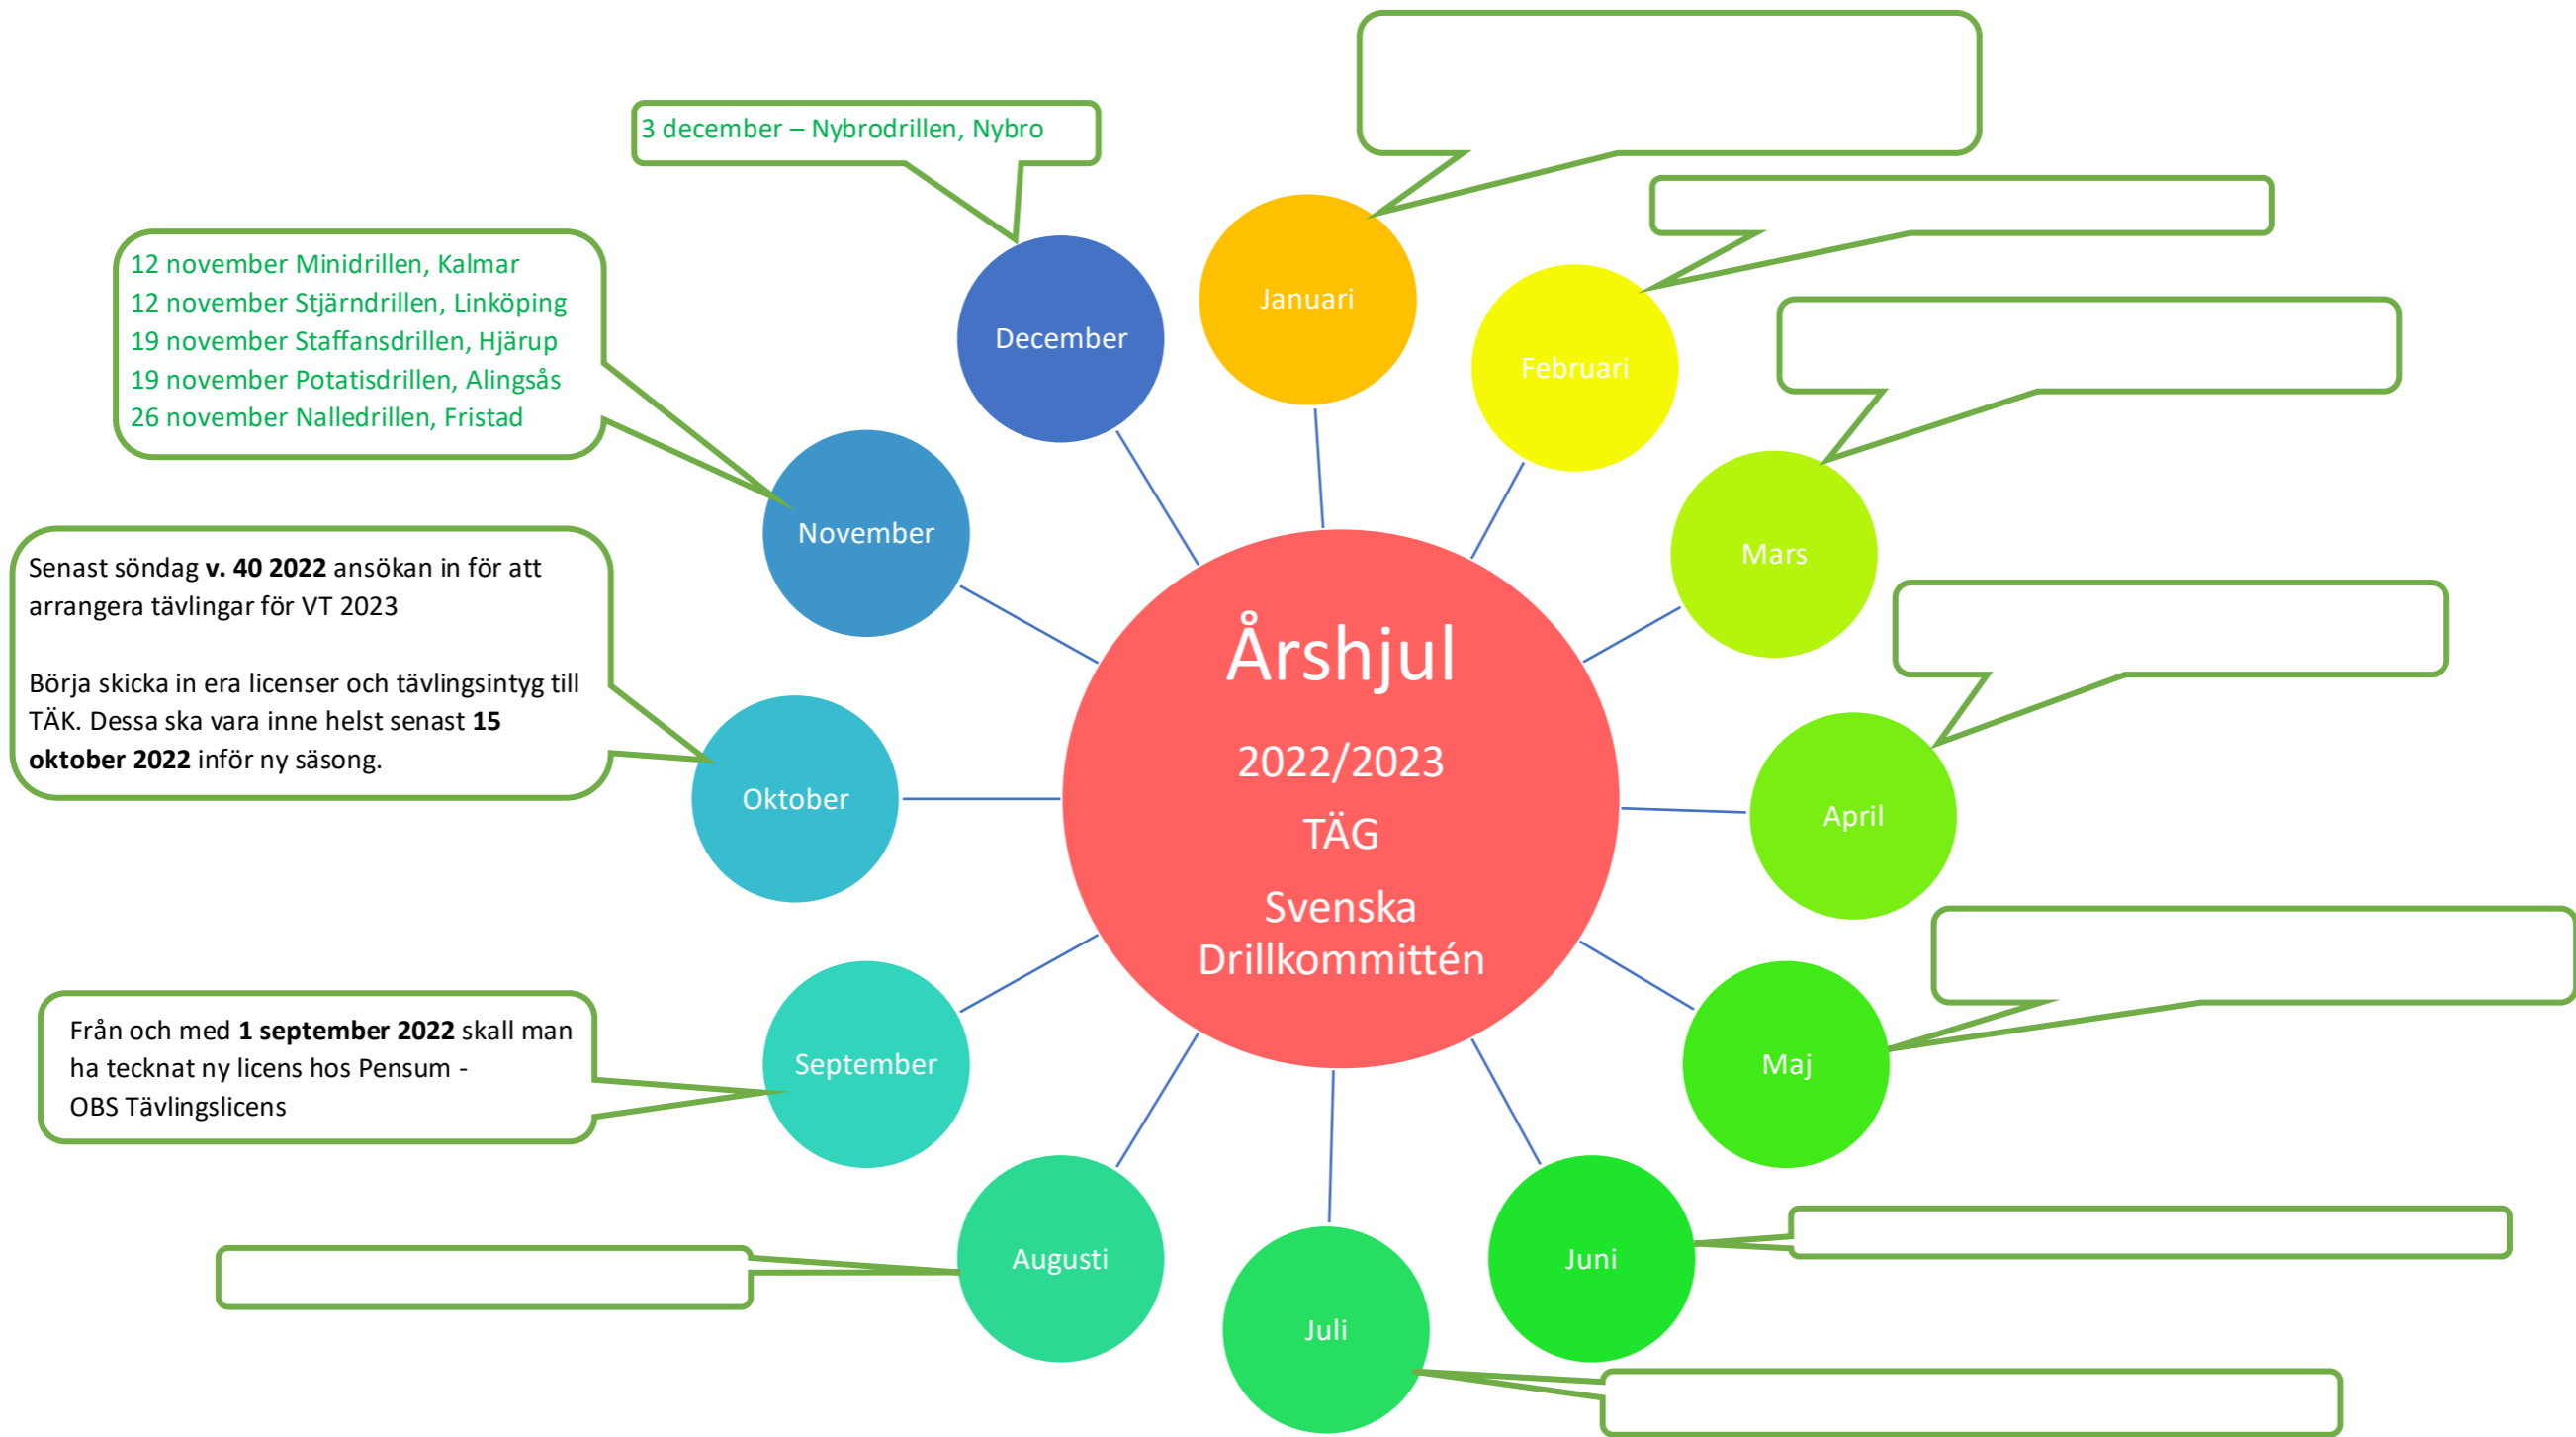 3 december – Nybrodrillen, Nybro
12 november Minidrillen, Kalmar
12 november Stjärndrillen, Linköping
19 november Staffansdrillen, Hjärup
19 november Potatisdrillen, Alingsås
26 november Nalledrillen, Fristad
Senast söndag v. 40 2022 ansökan in för att
arrangera tävlingar för VT 2023
Börja skicka in era licenser och tävlingsintyg till
TÄK. Dessa ska vara inne helst senast 15
oktober 2022 inför ny säsong.
Från och med 1 september 2022 skall man
ha tecknat ny licens hos Pensum -
OBS Tävlingslicens
Årshjul
2022/2023
TÄG
Svenska
Drillkommittén
Januari
Februari
Mars
April
Maj
Juni
Juli
Augusti
September
Oktober
November
December